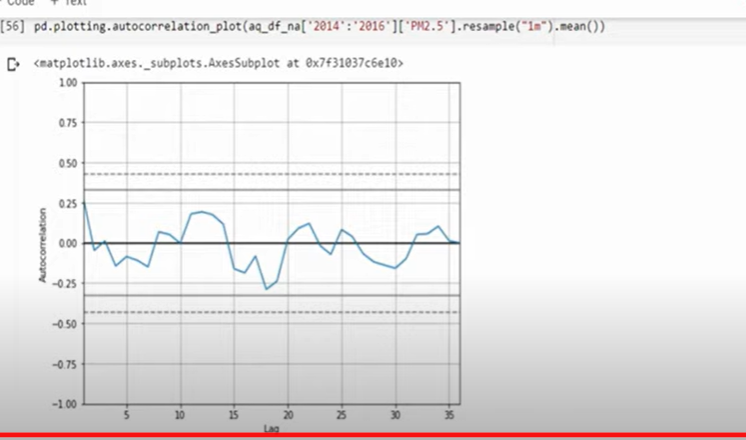 Code + Text
[56] pd.plotting.autocorrelation_plot(aq_df_na['2014':'2016']['PM2.5'].resample("1m").mean())
<matplotlib.axes._subplots.AxesSubplot at 0x7f31037c6e10>
1.00
0.75
0.50
0.25
0.00
-0.25
-0.50
-0.75
-1.00
Autocorrelation
5 10 15 20 25 30 35
Lag